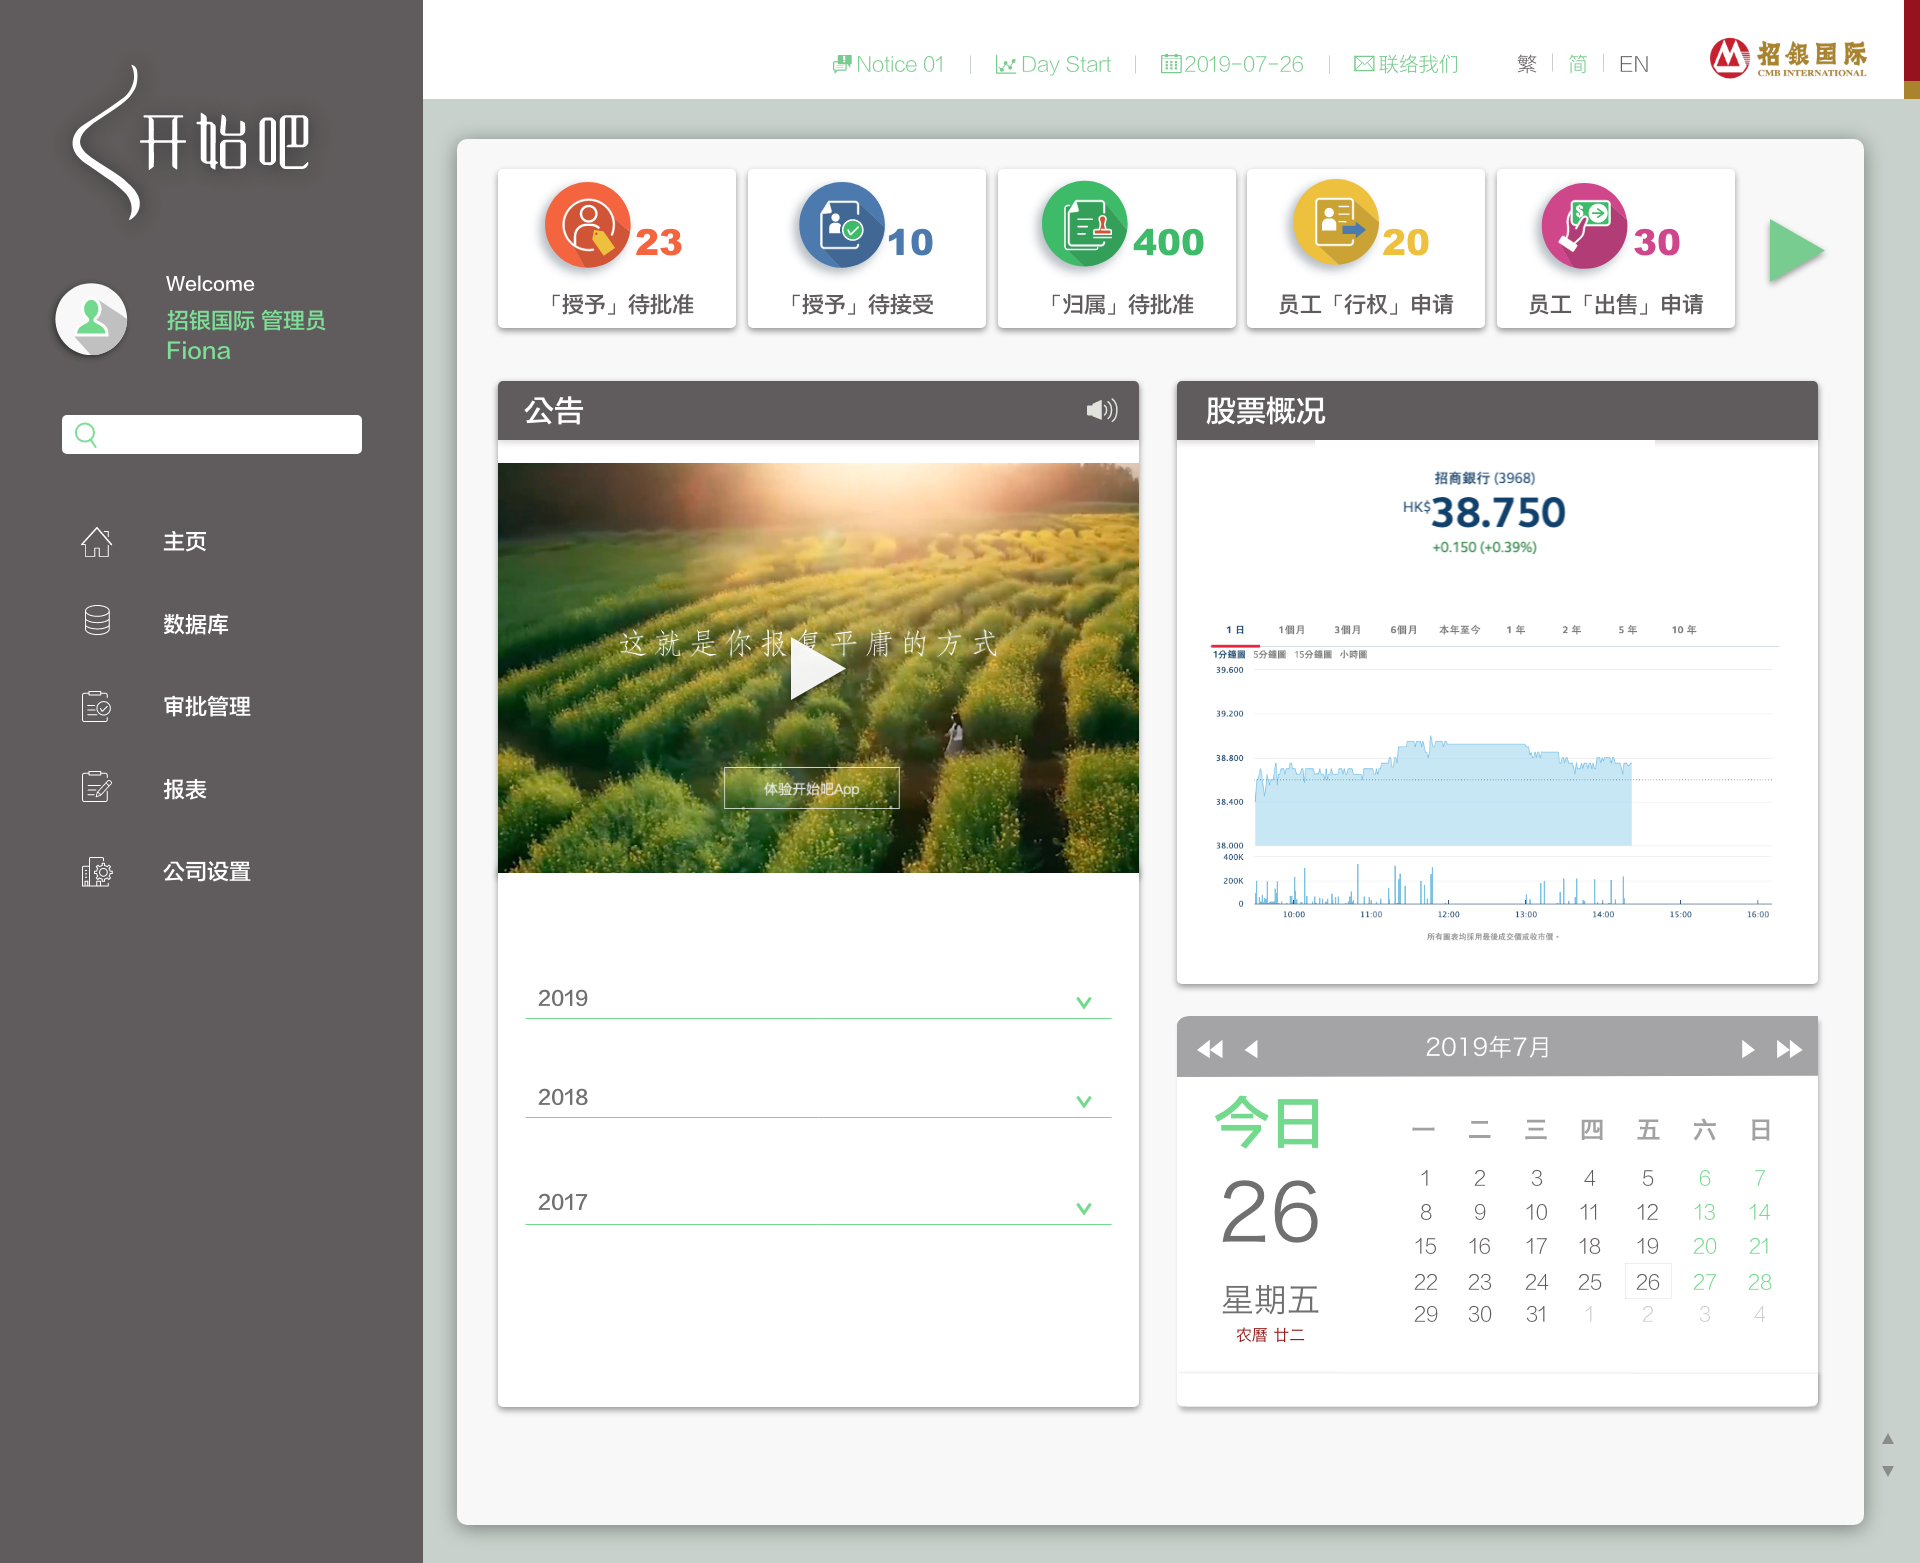 开始吧
Welcome
招银国际 管理员
Fiona
主页
数据库
审批管理
报表
公司设置
Notice 01
Day Start
2019-07-26
联络我们
繁 简 EN
招银国际
CMB INTERNATIONAL
23
「授予」待批准
10
「授予」待接受
400
「归属」待批准
20
员工「行权」申请
30
员工「出售」申请
公告
这就是你报复平庸的方式
体验开始吧App
2019
2018
2017
股票概况
招商銀行 (3968)
HK$38.750
+0.150 (+0.39%)
1 日 1個月 3個月 6個月 本年至今 1 年 2 年 5 年 10 年
1分鐘圖 5分鐘圖 15分鐘圖 小時圖
39.600
39.200
38.800
38.400
38.000
400K
200K
0
10:00 11:00 12:00 13:00 14:00 15:00 16:00
所有圖表均採用最後成交價或收市價。
2019年7月
今日
26
星期五
农曆 廿二
一 二 三 四 五 六 日
1 2 3 4 5 6 7
8 9 10 11 12 13 14
15 16 17 18 19 20 21
22 23 24 25 26 27 28
29 30 31 1 2 3 4